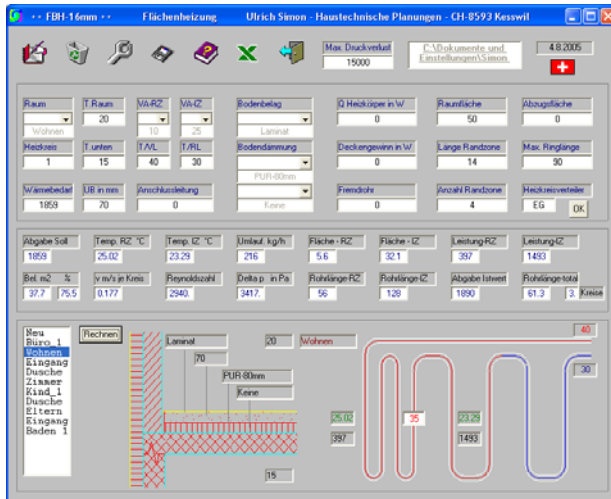 ·· FBH-16mm ·· Flächenheizung Ulrich Simon - Haustechnische Planungen - CH-8593 Kesswil
Max. Druckverlust
15000
C:\Dokumente und Einstellungen\Simon
4.8.2005
Raum T.Raum VA-RZ VA-IZ Bodenbelag Q Heizkörper in W Raumfläche Abzugsfläche
20 0 50 0
Wohnen 10 25 Laminat
Heizkreis T.unten T/VL T/RL Bodendämmung Deckengewinn in W Länge Randzone Max. Ringlänge
1 15 40 30 0 14 90
PUR-80mm
Wärmebedarf ÜB in mm Anschlussleitung Fremdrohr Anzahl Randzone Heizkreisverteiler
1859 70 0 Keine 0 4 EG OK
Abgabe Soll Temp. RZ °C Temp. IZ °C Umlauf. kg/h Fläche - RZ Fläche - IZ Leistung-RZ Leistung-IZ
1859 25.02 23.29 216 5.6 32.1 397 1493
Bel. m2 % v m/s je Kreis Reynoldszahl Delta p in Pa Rohrlänge-RZ Rohrlänge-IZ Abgabe Istwert Rohrlänge-total
37.7 75.5 0.177 2940. 3417. 56 128 1890 61.3 3. Kreise
Neu
Büro_1
Wohnen
Eingang
Dusche
Zimmer
Kind_1
Dusche
Eltern
Eingang
Baden 1
Rechnen
Laminat 20 Wohnen 40
70 30
PUR-80mm
Keine
25.02 35 23.29
397 1493
15